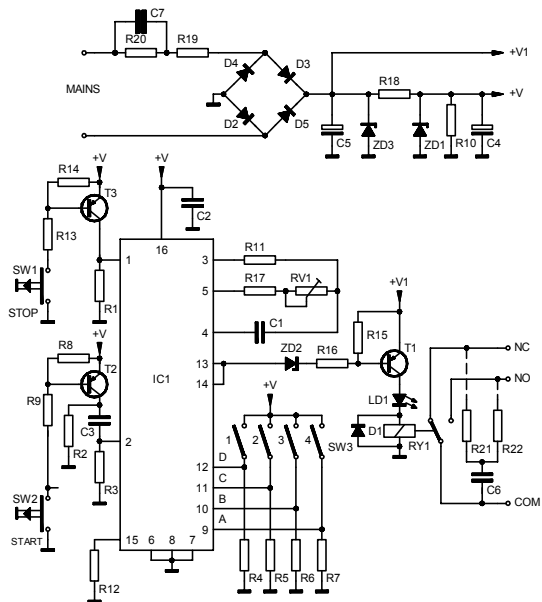 C7
R20 R19
D4 D3
+V1
MAINS
R18
+V
D2 D5
C5 ZD3 ZD1 R10 C4
+V
R14
T3
+V
C2
16
R13
1 3 R11
SW1
STOP
R1
5 R17 RV1
+V1
4 C1
R8
+V
T2
R15
ZD2 R16 T1
13
14
IC1
NC
NO
R9
LD1
+V
C3
R2
2
1 2 3 4
SW3
D1
RY1
R21 R22
D
12
R3
C
11
C6
SW2
START
B
10
A
9
COM
15 6 8 7
R12
R4 R5 R6 R7